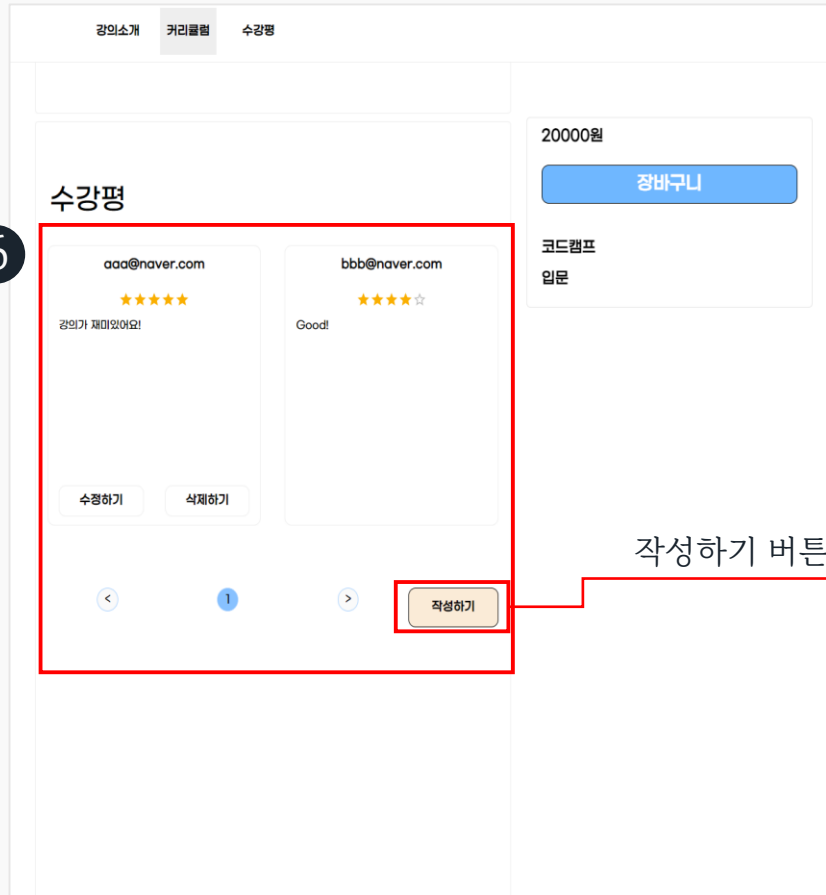 강의소개 커리큘럼 수강평
20000원
장바구니
코드캠프
입문
수강평
aaa@naver.com
★★★★★
강의가 재미있어요!
수정하기 삭제하기
bbb@naver.com
★★★★☆
Good!
< 1 >
작성하기
작성하기 버튼